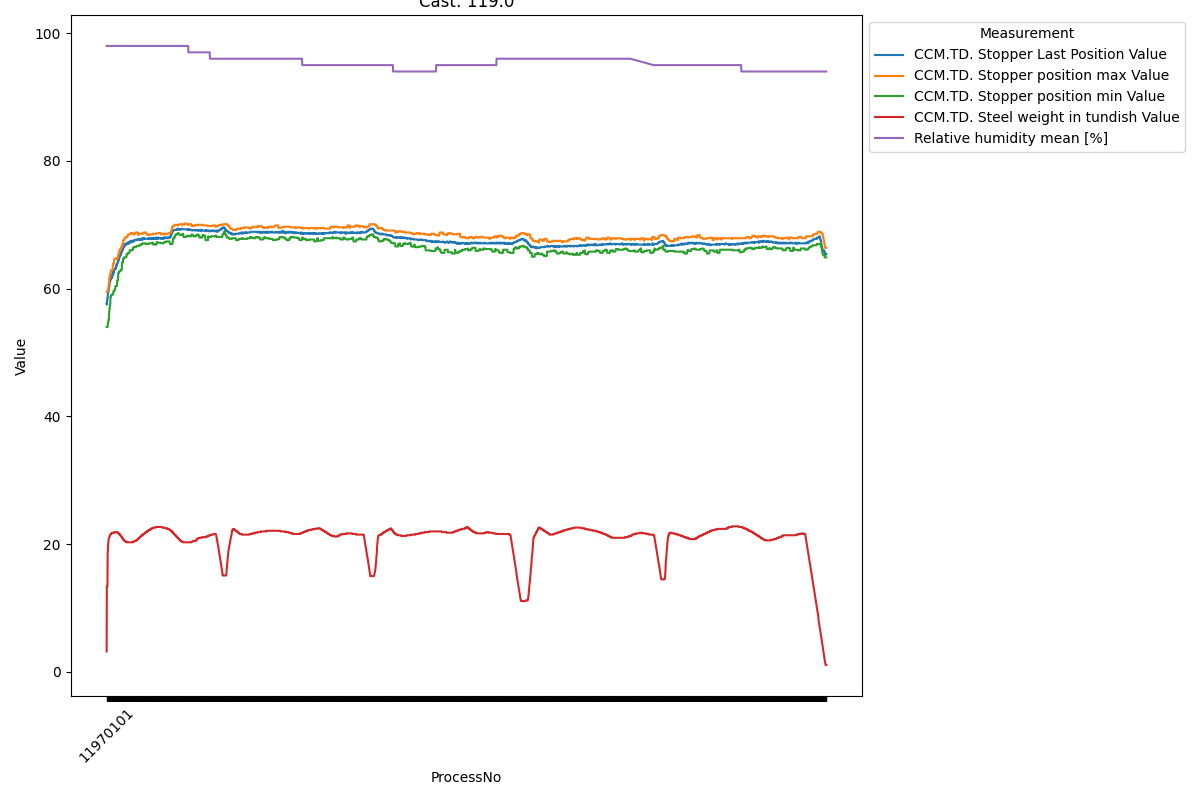 Cast: 119.0
Measurement
CCM.TD. Stopper Last Position Value
CCM.TD. Stopper position max Value
CCM.TD. Stopper position min Value
CCM.TD. Steel weight in tundish Value
Relative humidity mean [%]
100
80
60
40
20
0
Value
11970101
ProcessNo